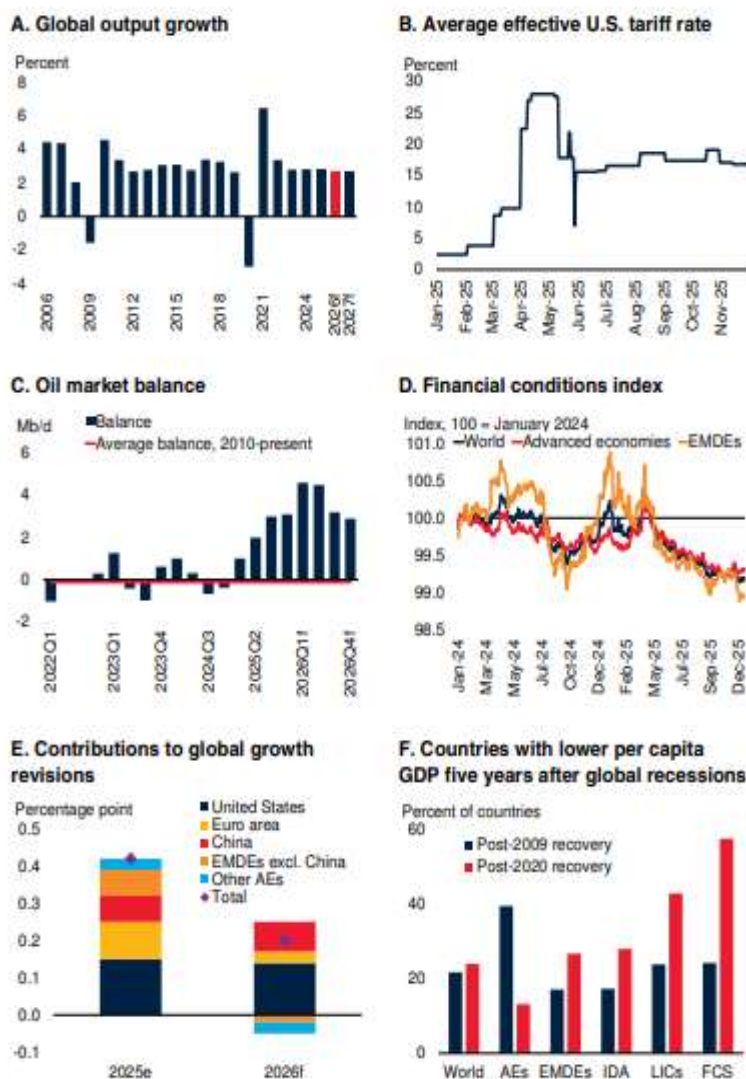 A. Global output growth
Percent
8
6
4
2
0
-2
-4
2006
2009
2012
2015
2018
2021
2024
2026f
2027f
B. Average effective U.S. tariff rate
Percent
30
25
20
15
10
5
0
Jan-25
Feb-25
Mar-25
Apr-25
May-25
Jun-25
Jul-25
Aug-25
Sep-25
Oct-25
Nov-25
C. Oil market balance
Mb/d
Balance
Average balance, 2010-present
6
4
2
0
-2
2022Q1
2023Q1
2023Q4
2024Q3
2025Q2
2026Q1f
2026Q4f
D. Financial conditions index
Index, 100 = January 2024
World Advanced economies EMDEs
101.0
100.5
100.0
99.5
99.0
98.5
Jan-24
Mar-24
May-24
Jul-24
Oct-24
Dec-24
Feb-25
May-25
Jul-25
Sep-25
Dec-25
E. Contributions to global growth
revisions
Percentage point
0.5
0.4
0.3
0.2
0.1
0.0
-0.1
United States
Euro area
China
EMDEs excl. China
Other AEs
Total
2025e
2026f
F. Countries with lower per capita
GDP five years after global recessions
Percent of countries
60
40
20
0
Post-2009 recovery
Post-2020 recovery
World
AEs
EMDEs
IDA
LICs
FCS